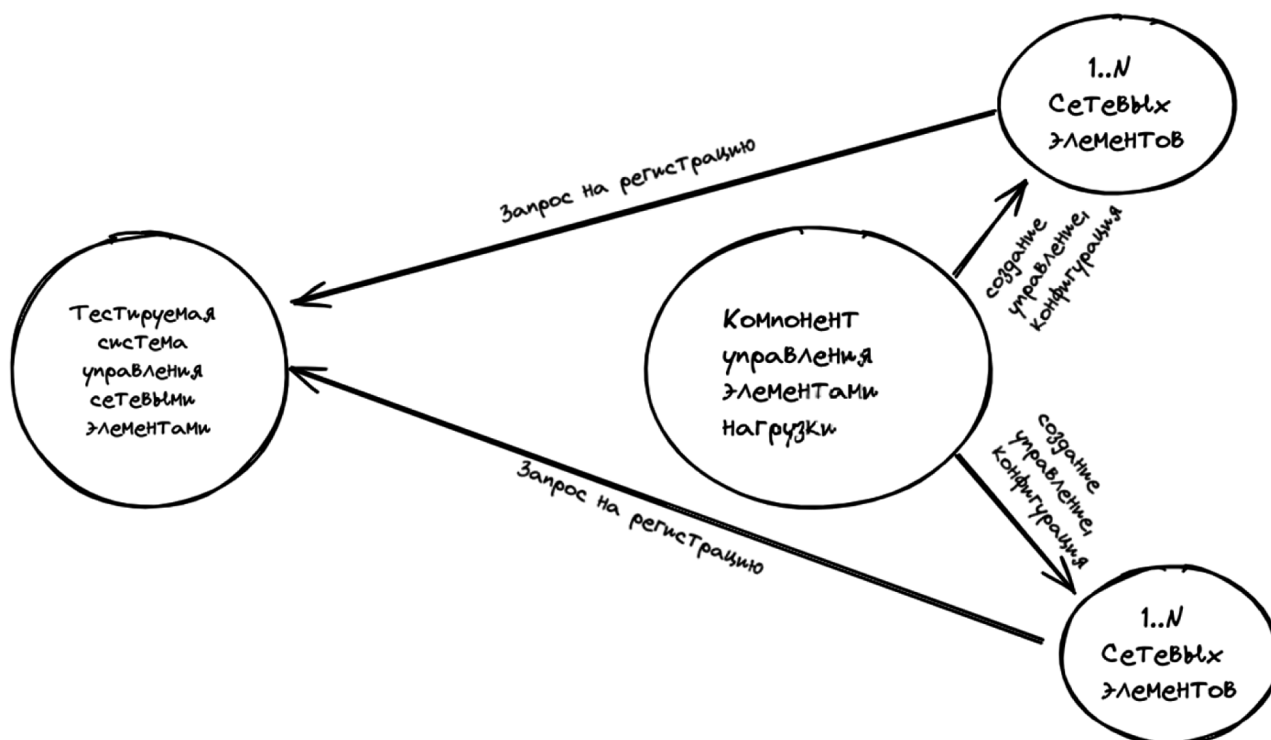 1..N
Сетевых
элементов
Запрос на регистрацию
создание
управление,
конфигурация
Тестируемая
система
управления
сетевыми
элементами
Компонент
управления
элементами
нагрузки
создание
управление,
конфигурация
Запрос на регистрацию
1..N
Сетевых
элементов